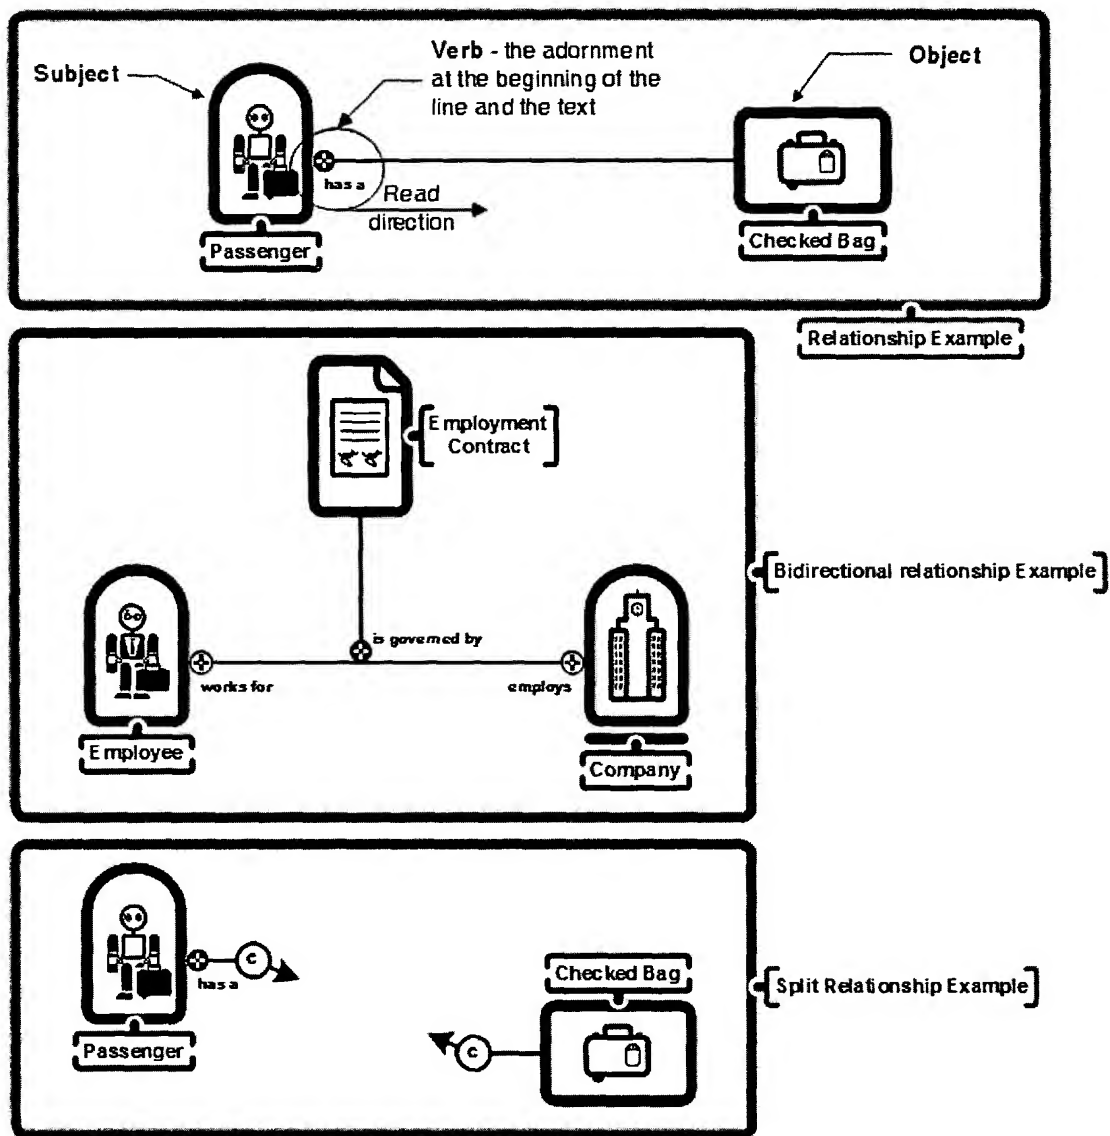 Subject
Verb - the adornment
at the beginning of the
line and the text
Object
has a
Read
direction
Passenger
Checked Bag
Relationship Example
Employment
Contract
Bidirectional relationship Example
is governed by
works for
employs
Employee
Company
c
has a
Checked Bag
Split Relationship Example
Passenger
c